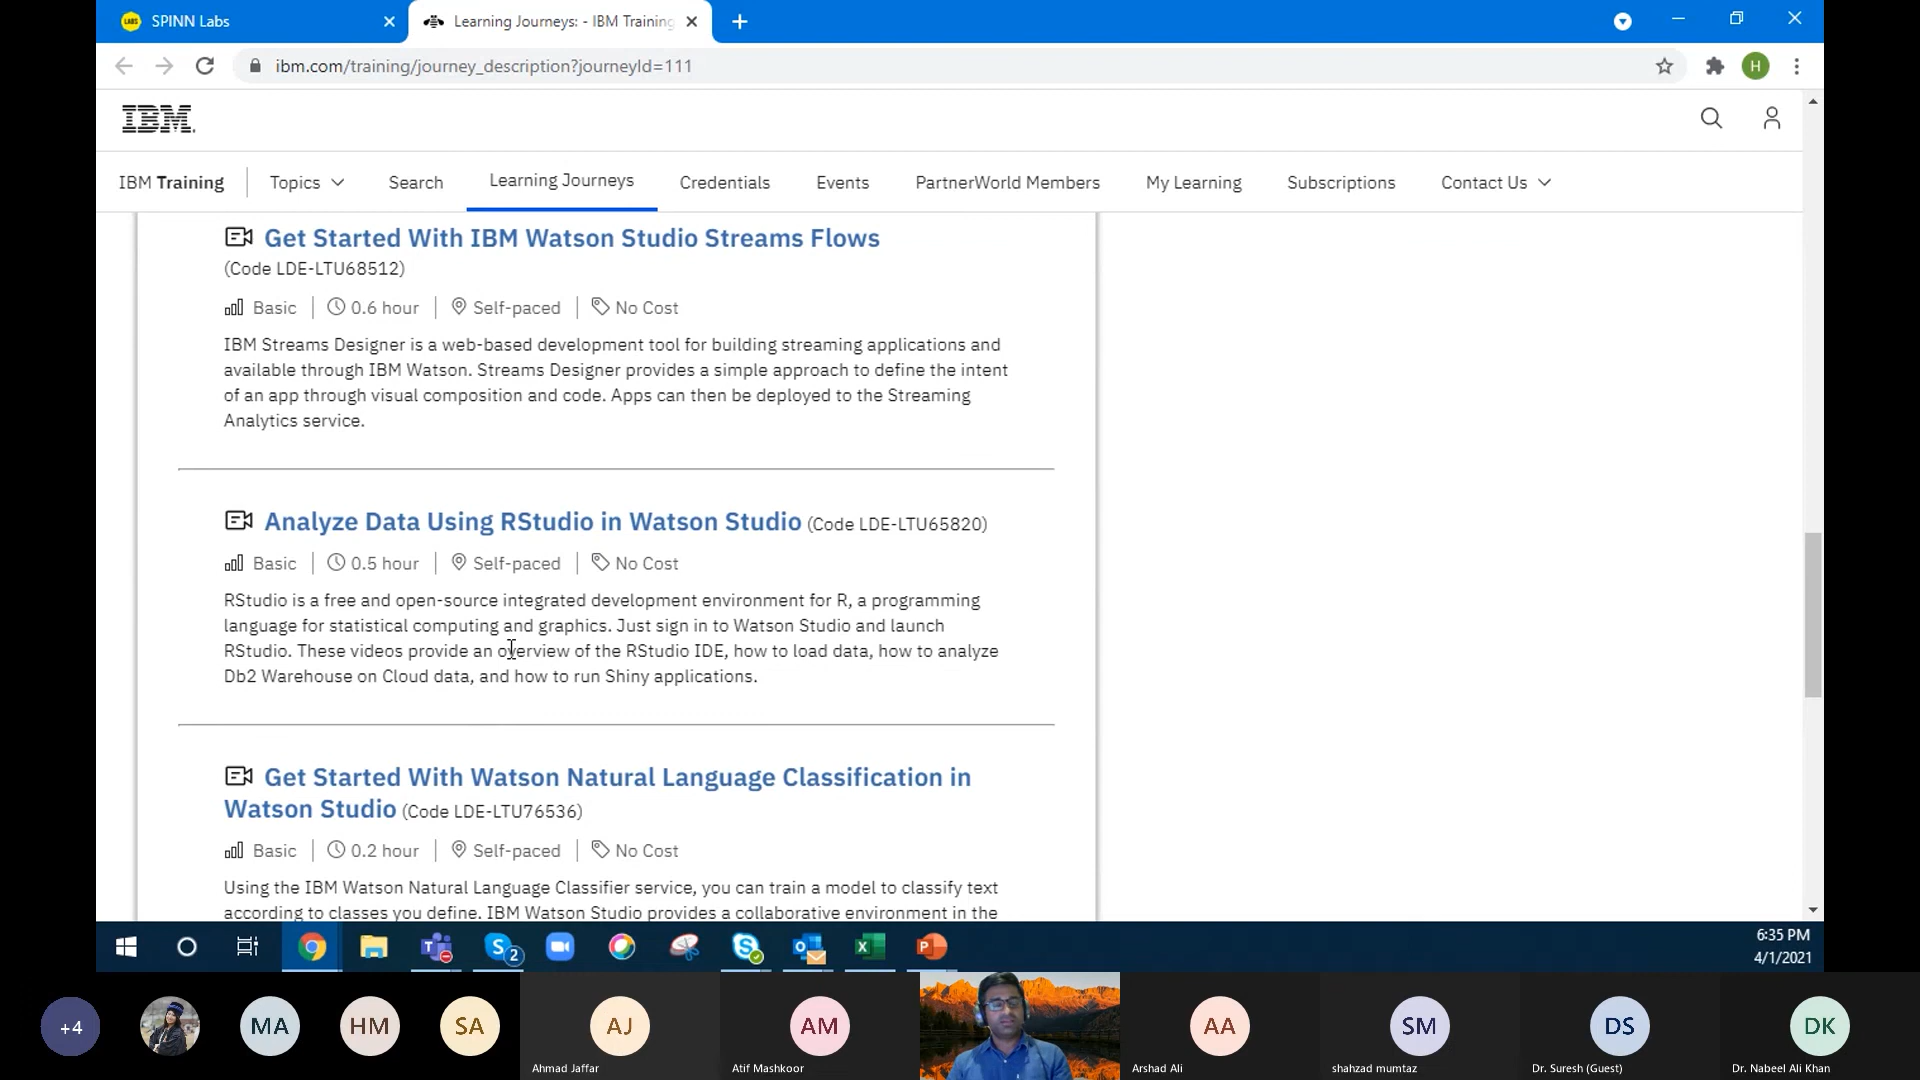 SPINN Labs
Learning Journeys: - IBM Training
ibm.com/training/journey_description?journeyId=111
H
IBM
IBM Training
Topics
Search
Learning Journeys
Credentials
Events
PartnerWorld Members
My Learning
Subscriptions
Contact Us
Get Started With IBM Watson Studio Streams Flows
(Code LDE-LTU68512)
Basic | 0.6 hour | Self-paced | No Cost
IBM Streams Designer is a web-based development tool for building streaming applications and
available through IBM Watson. Streams Designer provides a simple approach to define the intent
of an app through visual composition and code. Apps can then be deployed to the Streaming
Analytics service.
Analyze Data Using RStudio in Watson Studio (Code LDE-LTU65820)
Basic | 0.5 hour | Self-paced | No Cost
RStudio is a free and open-source integrated development environment for R, a programming
language for statistical computing and graphics. Just sign in to Watson Studio and launch
RStudio. These videos provide an overview of the RStudio IDE, how to load data, how to analyze
Db2 Warehouse on Cloud data, and how to run Shiny applications.
Get Started With Watson Natural Language Classification in
Watson Studio (Code LDE-LTU76536)
Basic | 0.2 hour | Self-paced | No Cost
Using the IBM Watson Natural Language Classifier service, you can train a model to classify text
according to classes you define. IBM Watson Studio provides a collaborative environment in the
6:35 PM
4/1/2021
+4
MA
HM
SA
AJ
Ahmad Jaffar
AM
Atif Mashkoor
AA
Arshad Ali
SM
shahzad mumtaz
DS
Dr. Suresh (Guest)
DK
Dr. Nabeel Ali Khan